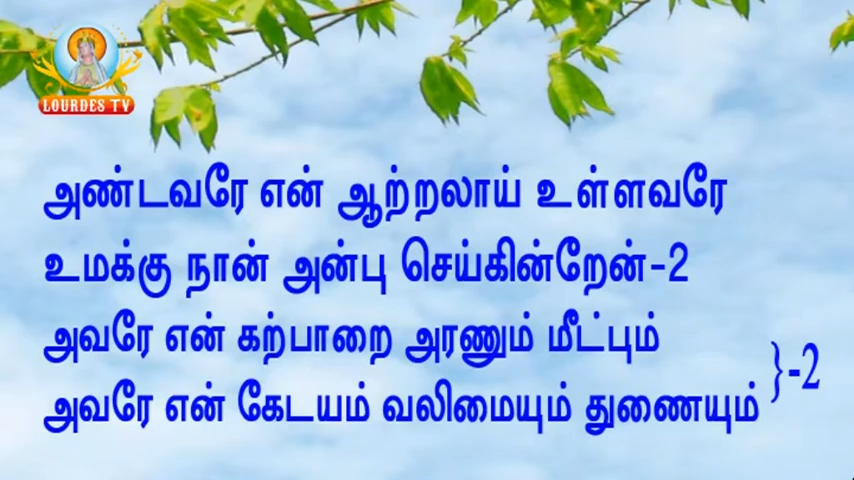 LOURDES TV
அண்டவரே என் ஆற்றலாய் உள்ளவரே
உமக்கு நான் அன்பு செய்கின்றேன்-2
அவரே என் கற்பாறை அரணும் மீட்பும்
அவரே என் கேடயம் வலிமையும் துணையும் }-2